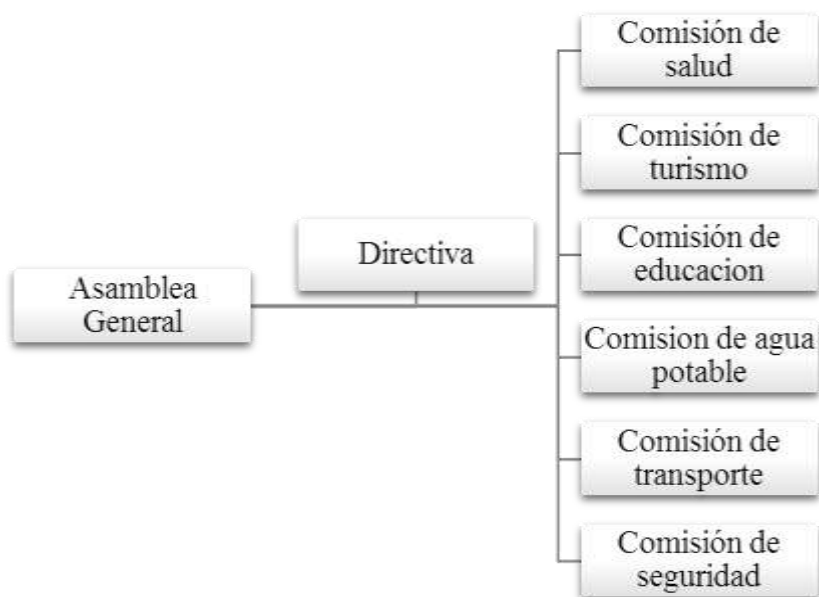 Asamblea
General
Directiva
Comisión de
salud
Comisión de
turismo
Comisión de
educacion
Comision de agua
potable
Comisión de
transporte
Comisión de
seguridad